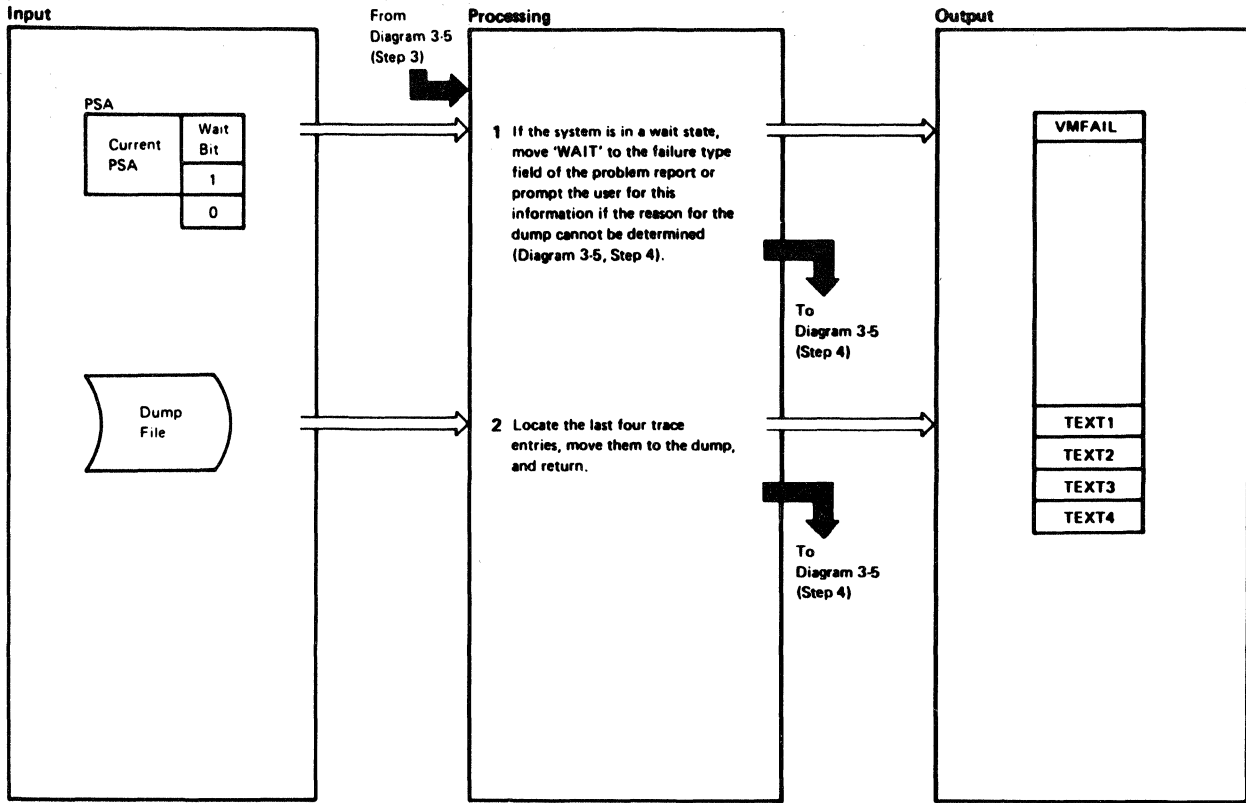 Input
From
Diagram 3-5
(Step 3)
Processing
Output
PSA
Current
PSA
Wait
Bit
1
0
1 If the system is in a wait state,
move 'WAIT' to the failure type
field of the problem report or
prompt the user for this
information if the reason for the
dump cannot be determined
(Diagram 3-5, Step 4).
To
Diagram 3-5
(Step 4)
VMFAIL
Dump
File
2 Locate the last four trace
entries, move them to the dump,
and return.
To
Diagram 3-5
(Step 4)
TEXT1
TEXT2
TEXT3
TEXT4